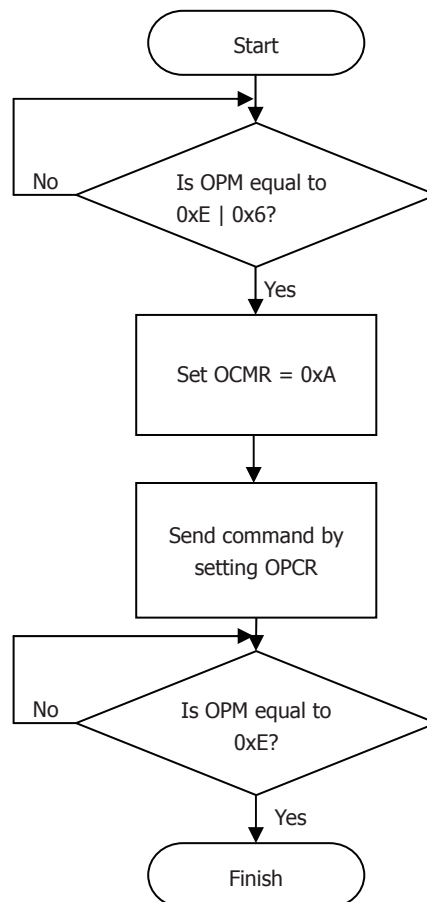 Start
No
Is OPM equal to
0xE | 0x6?
Yes
Set OCMR = 0xA
Send command by
setting OPCR
No
Is OPM equal to
0xE?
Yes
Finish